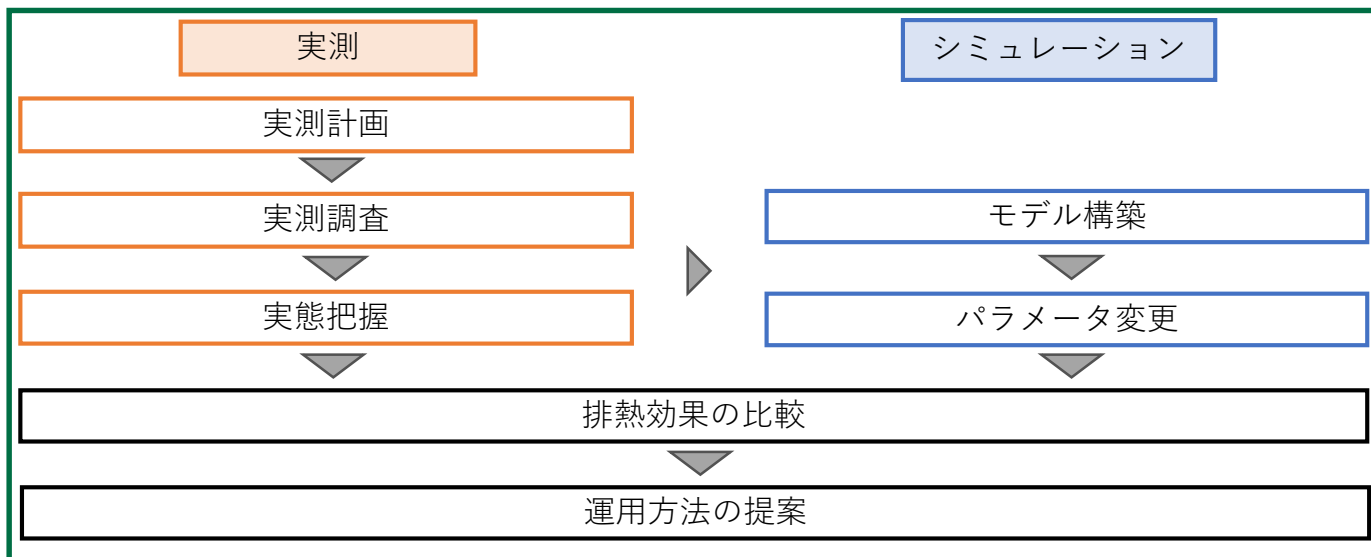 実測
シミュレーション
実測計画
実測調査
モデル構築
実態把握
パラメータ変更
排熱効果の比較
運用方法の提案